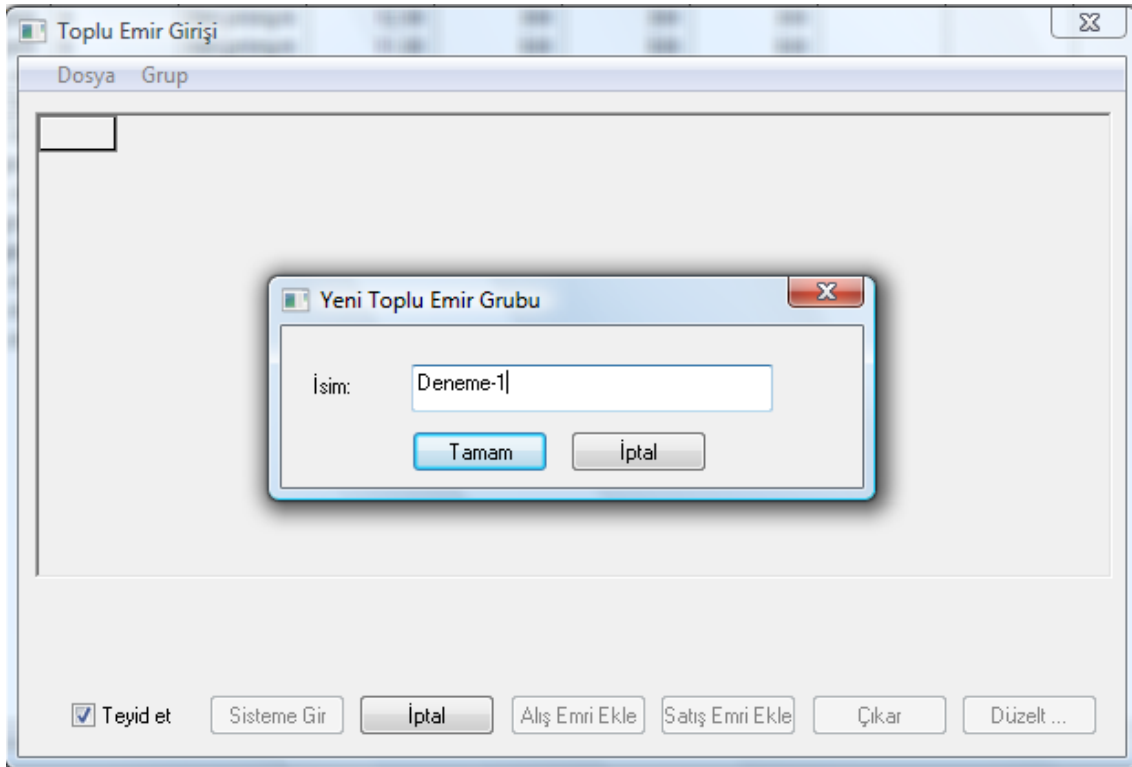 Toplu Emir Girişi
Dosya Grup
Yeni Toplu Emir Grubu
İsim: Deneme-1
Tamam İptal
Teyid et Sisteme Gir İptal Alış Emri Ekle Satış Emri Ekle Çıkar Düzelt ...